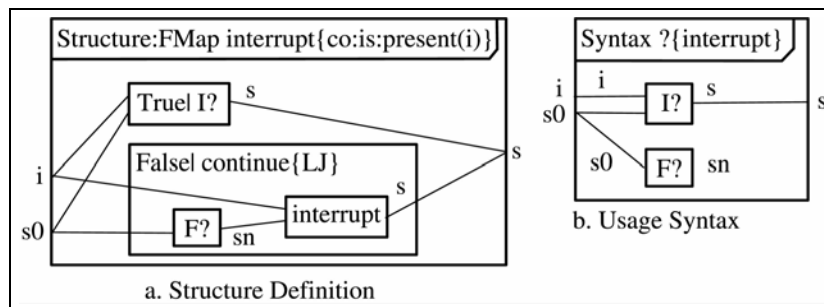 Structure:FMap interrupt{co:is:present(i)}
True| I?
s
False| continue{LJ}
i
s
s
interrupt
s0
F?
sn
a. Structure Definition
Syntax ?{interrupt}
i
i
s
I?
s0
s
s0
F?
sn
b. Usage Syntax